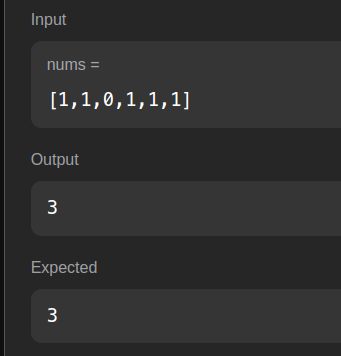 Input
nums =
[1,1,0,1,1,1]
Output
3
Expected
3